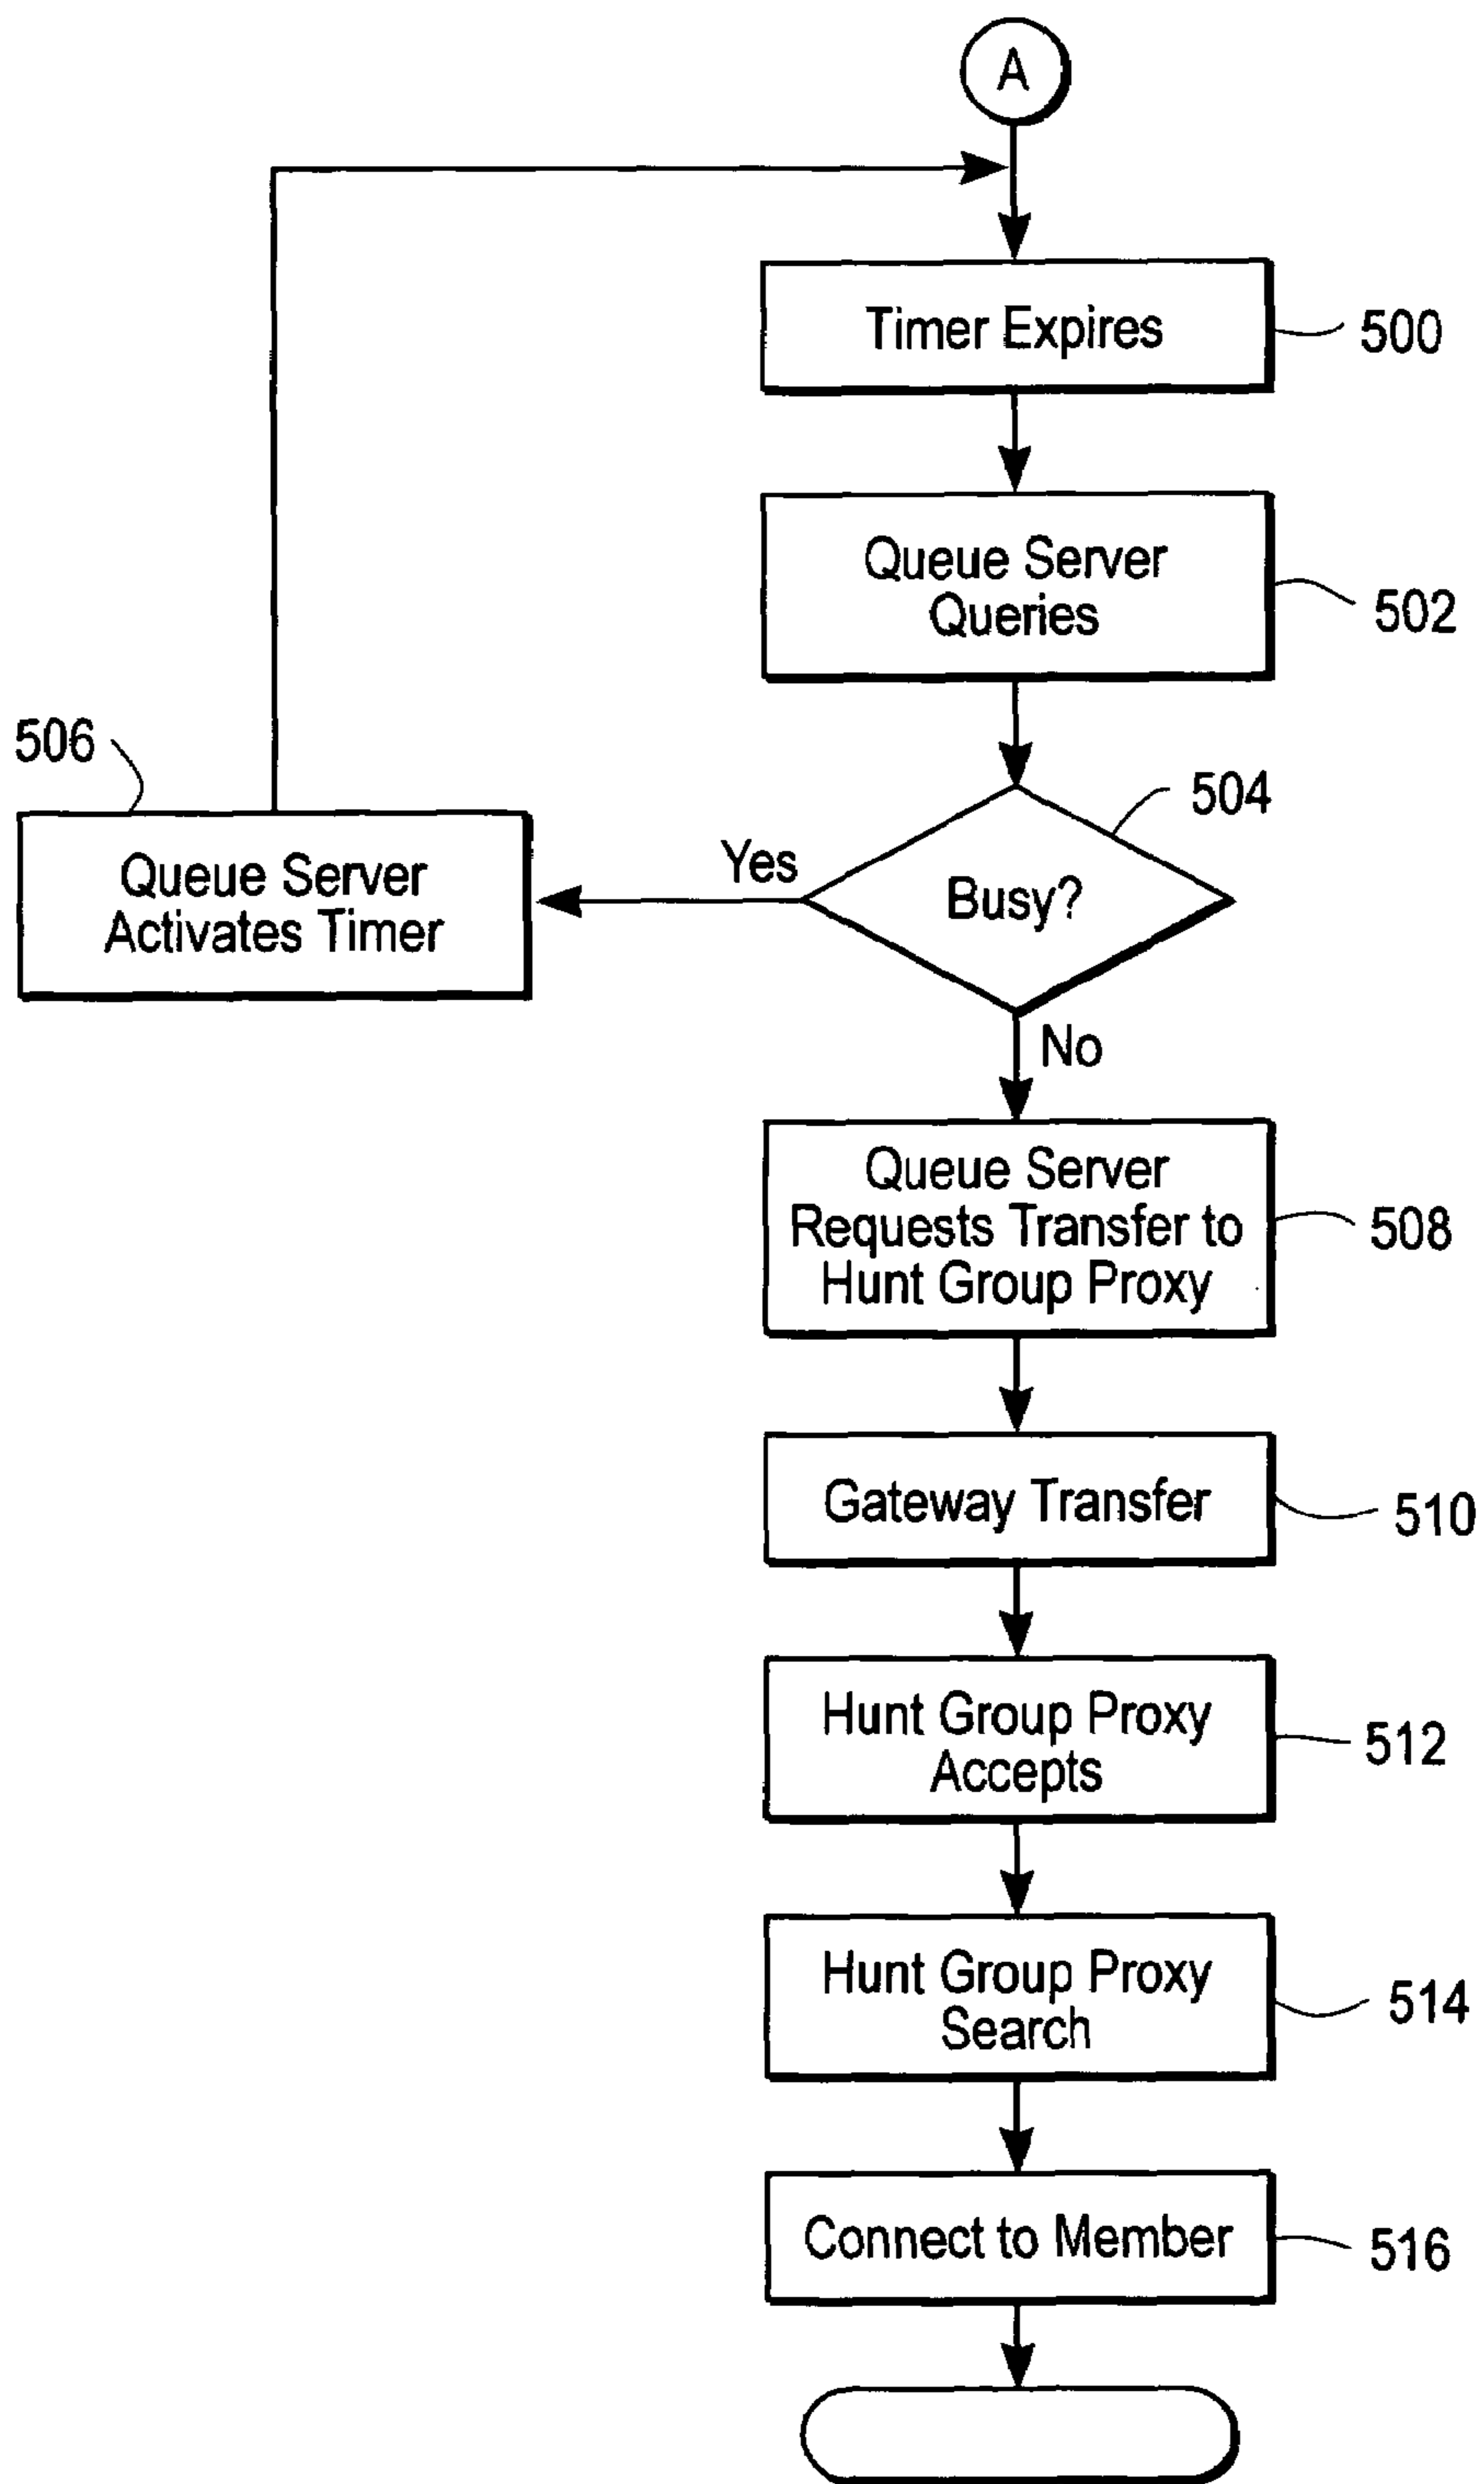 A
Timer Expires
500
Queue Server
Queries
502
506
504
Queue Server
Activates Timer
Yes
Busy?
No
Queue Server
Requests Transfer to
Hunt Group Proxy
508
Gateway Transfer
510
Hunt Group Proxy
Accepts
512
Hunt Group Proxy
Search
514
Connect to Member
516